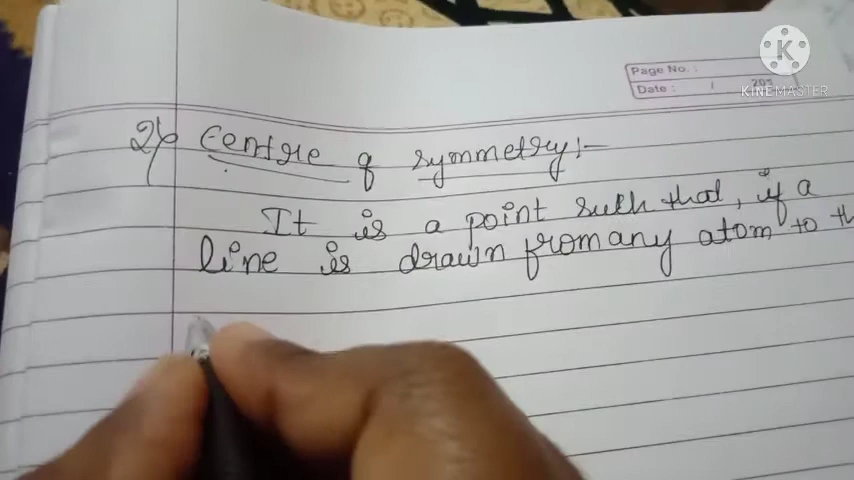 Page No. :
Date : / 201
KINEMASTER
2) Centre of symmetry:-
It is a point such that, if a
line is drawn from any atom to